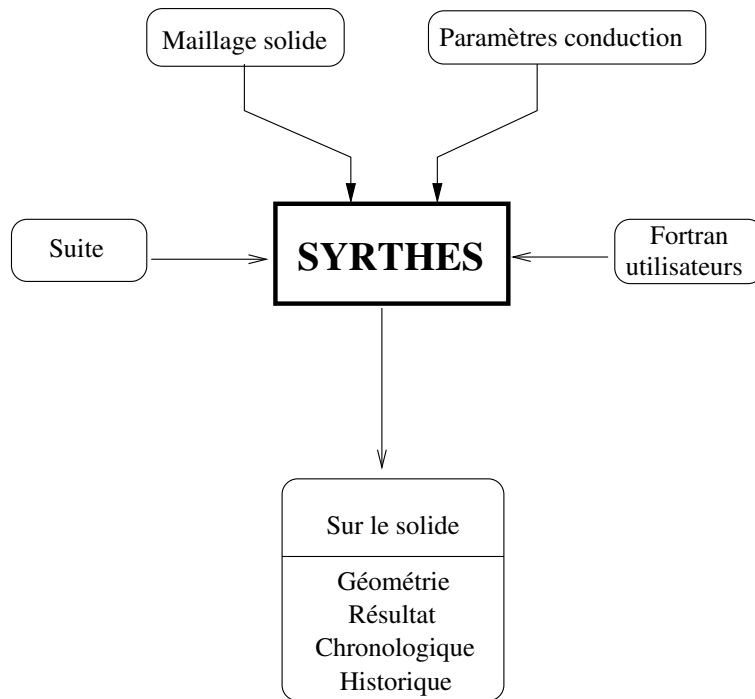 Maillage solide
Paramètres conduction
Suite
SYRTHES
Fortran
utilisateurs
Sur le solide
Géométrie
Résultat
Chronologique
Historique